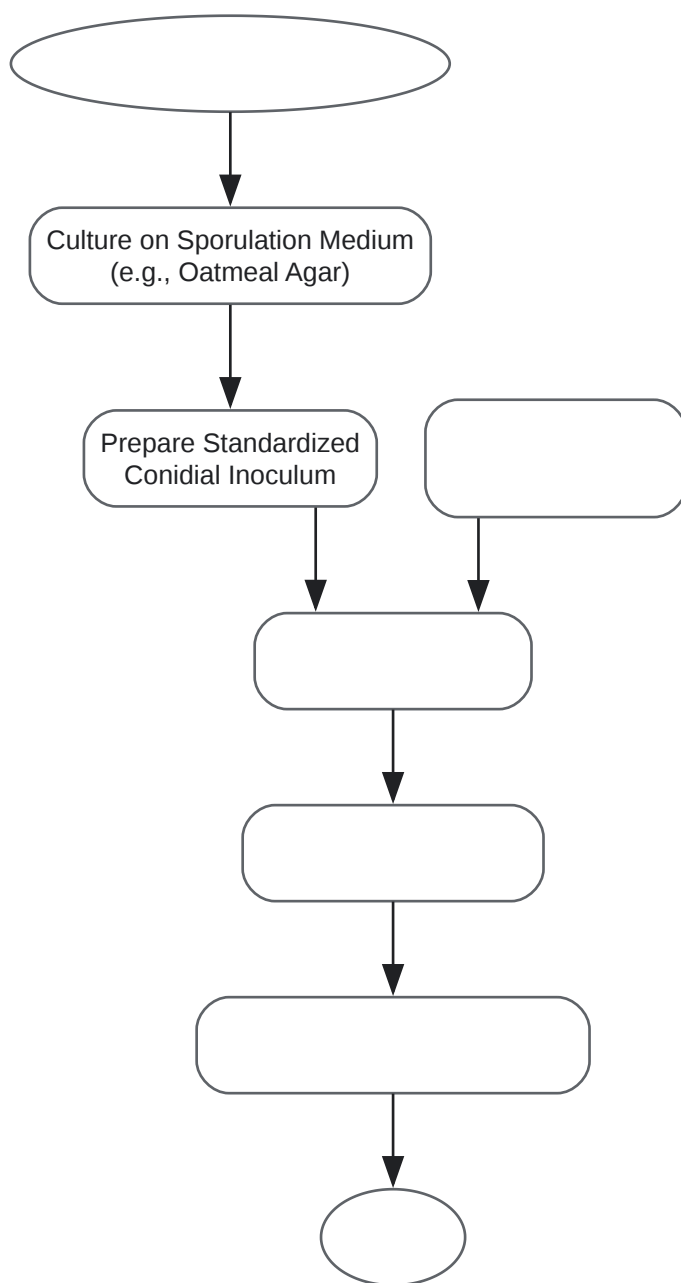 Culture on Sporulation Medium
(e.g., Oatmeal Agar)
Prepare Standardized
Conidial Inoculum